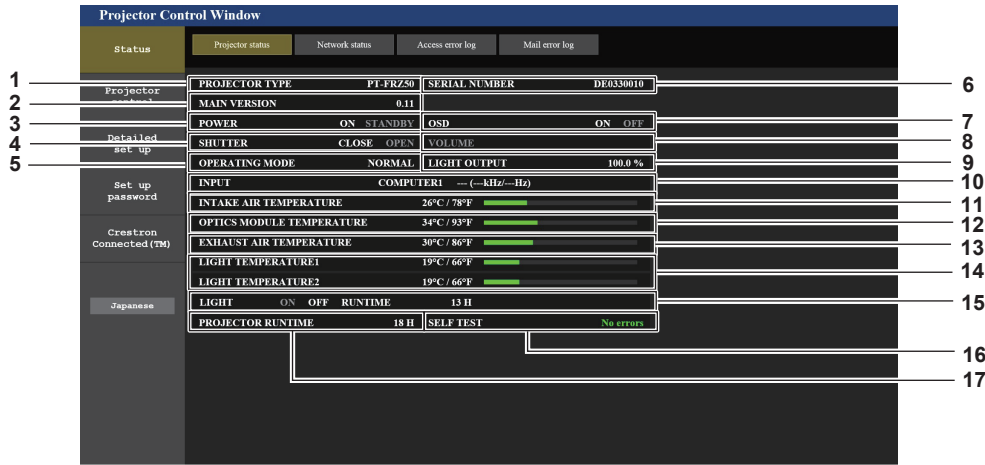 Projector Control Window
Status
Projector status Network status Access error log Mail error log
1 PROJECTOR TYPE PT-FRZ50 SERIAL NUMBER DE0330010 6
Projector control
2 MAIN VERSION 0.11
3 POWER ON STANDBY OSD ON OFF 7
Detailed
set up
4 SHUTTER CLOSE OPEN VOLUME 8
5 OPERATING MODE NORMAL LIGHT OUTPUT 100.0 % 9
Set up
password
INPUT COMPUTER1 --- (---kHz/---Hz) 10
INTAKE AIR TEMPERATURE 26°C / 78°F 11
OPTICS MODULE TEMPERATURE 34°C / 93°F 12
Crestron
Connected(TM)
EXHAUST AIR TEMPERATURE 30°C / 86°F 13
LIGHT TEMPERATURE1 19°C / 66°F 14
LIGHT TEMPERATURE2 19°C / 66°F
Japanese
LIGHT ON OFF RUNTIME 13 H 15
PROJECTOR RUNTIME 18 H SELF TEST No errors
16
17